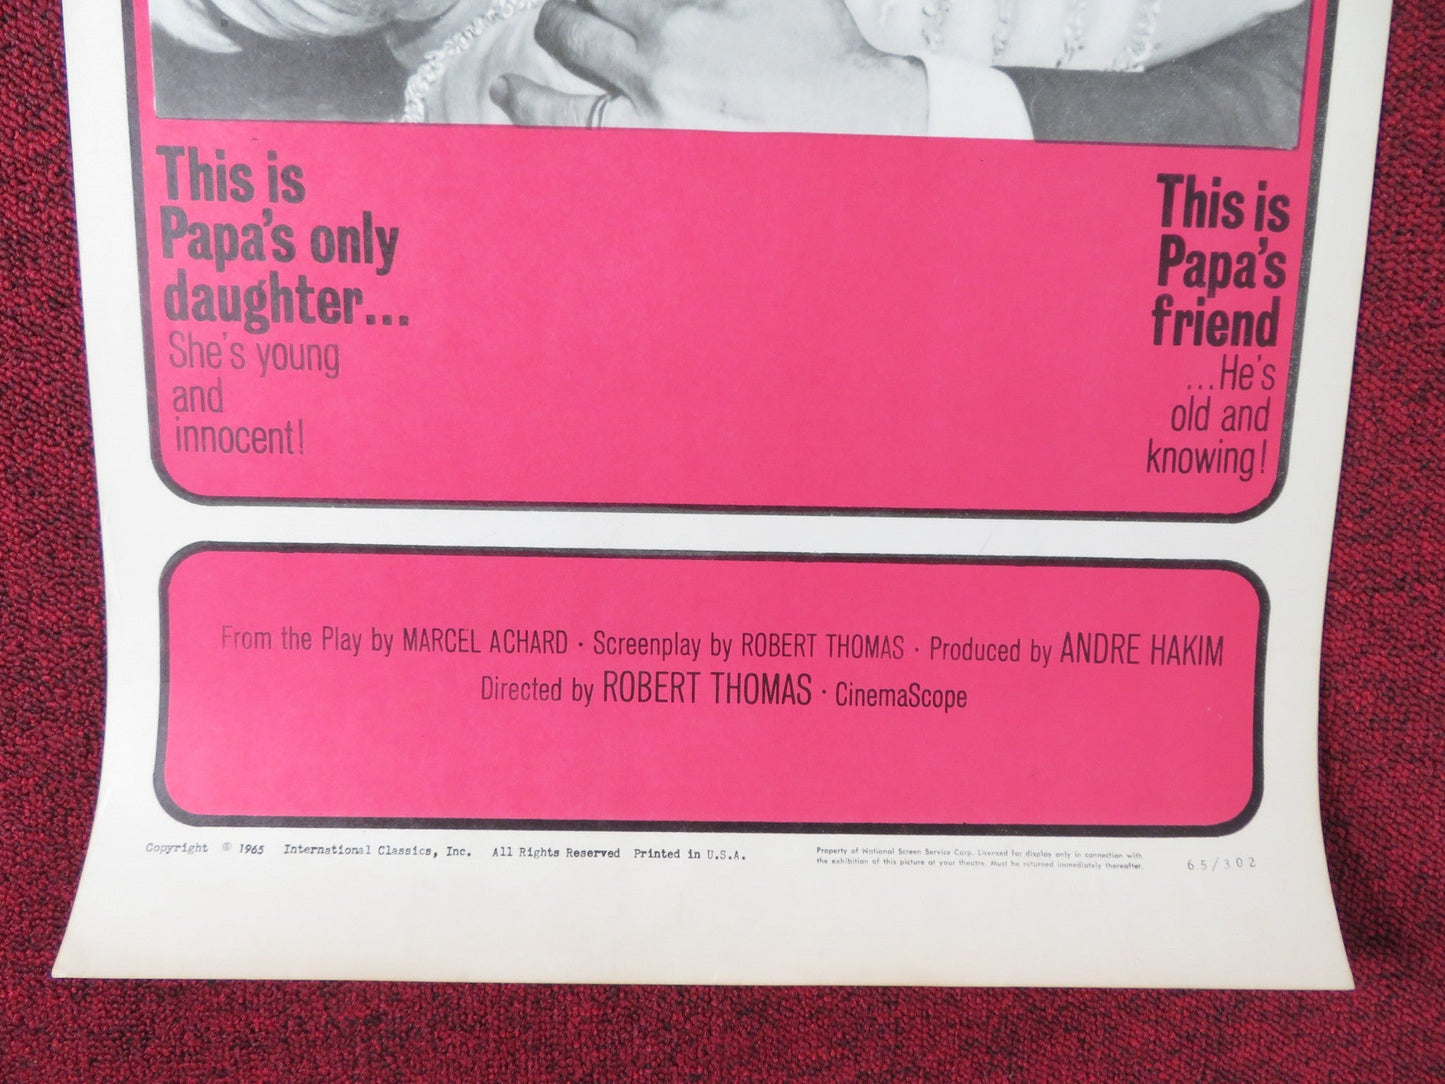 This is
Papa's only
daughter...
She's young
and
innocent!
This is
Papa's
friend
...He's
old and
knowing!
From the Play by MARCEL ACHARD · Screenplay by ROBERT THOMAS · Produced by ANDRE HAKIM
Directed by ROBERT THOMAS · CinemaScope
Copyright © 1965 International Classics, Inc. All Rights Reserved Printed in U.S.A.
Property of National Screen Service Corp. Licensed for display only in connection with
the exhibition of this picture at your theatre. Must be returned immediately thereafter.
65/302